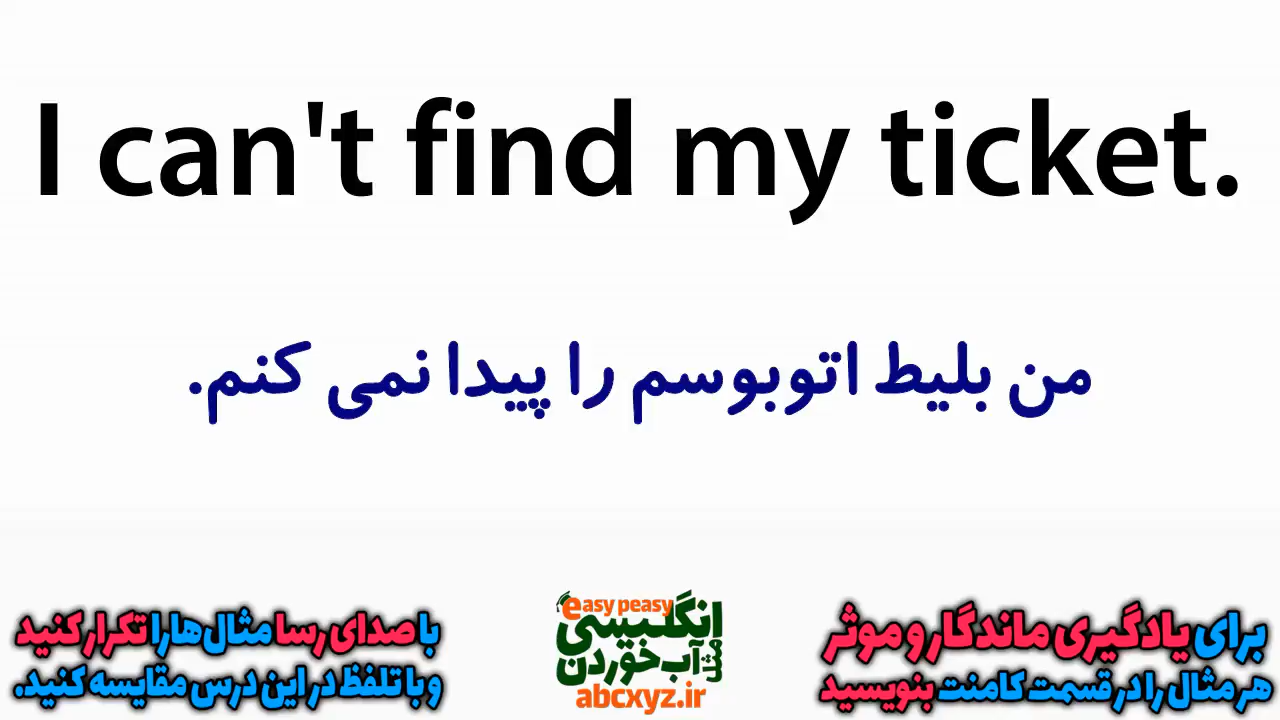 I can't find my ticket.
من بلیط اتوبوسم را پیدا نمی کنم.
برای یادگیری ماندگار و موثر
هر مثال را در قسمت کامنت بنویسید
easy peasy
انگلیسی
مثل آب خوردن
abcxyz.ir
با صدای رسا مثال‌ها را تکرار کنید
و با تلفظ در این درس مقایسه کنید.